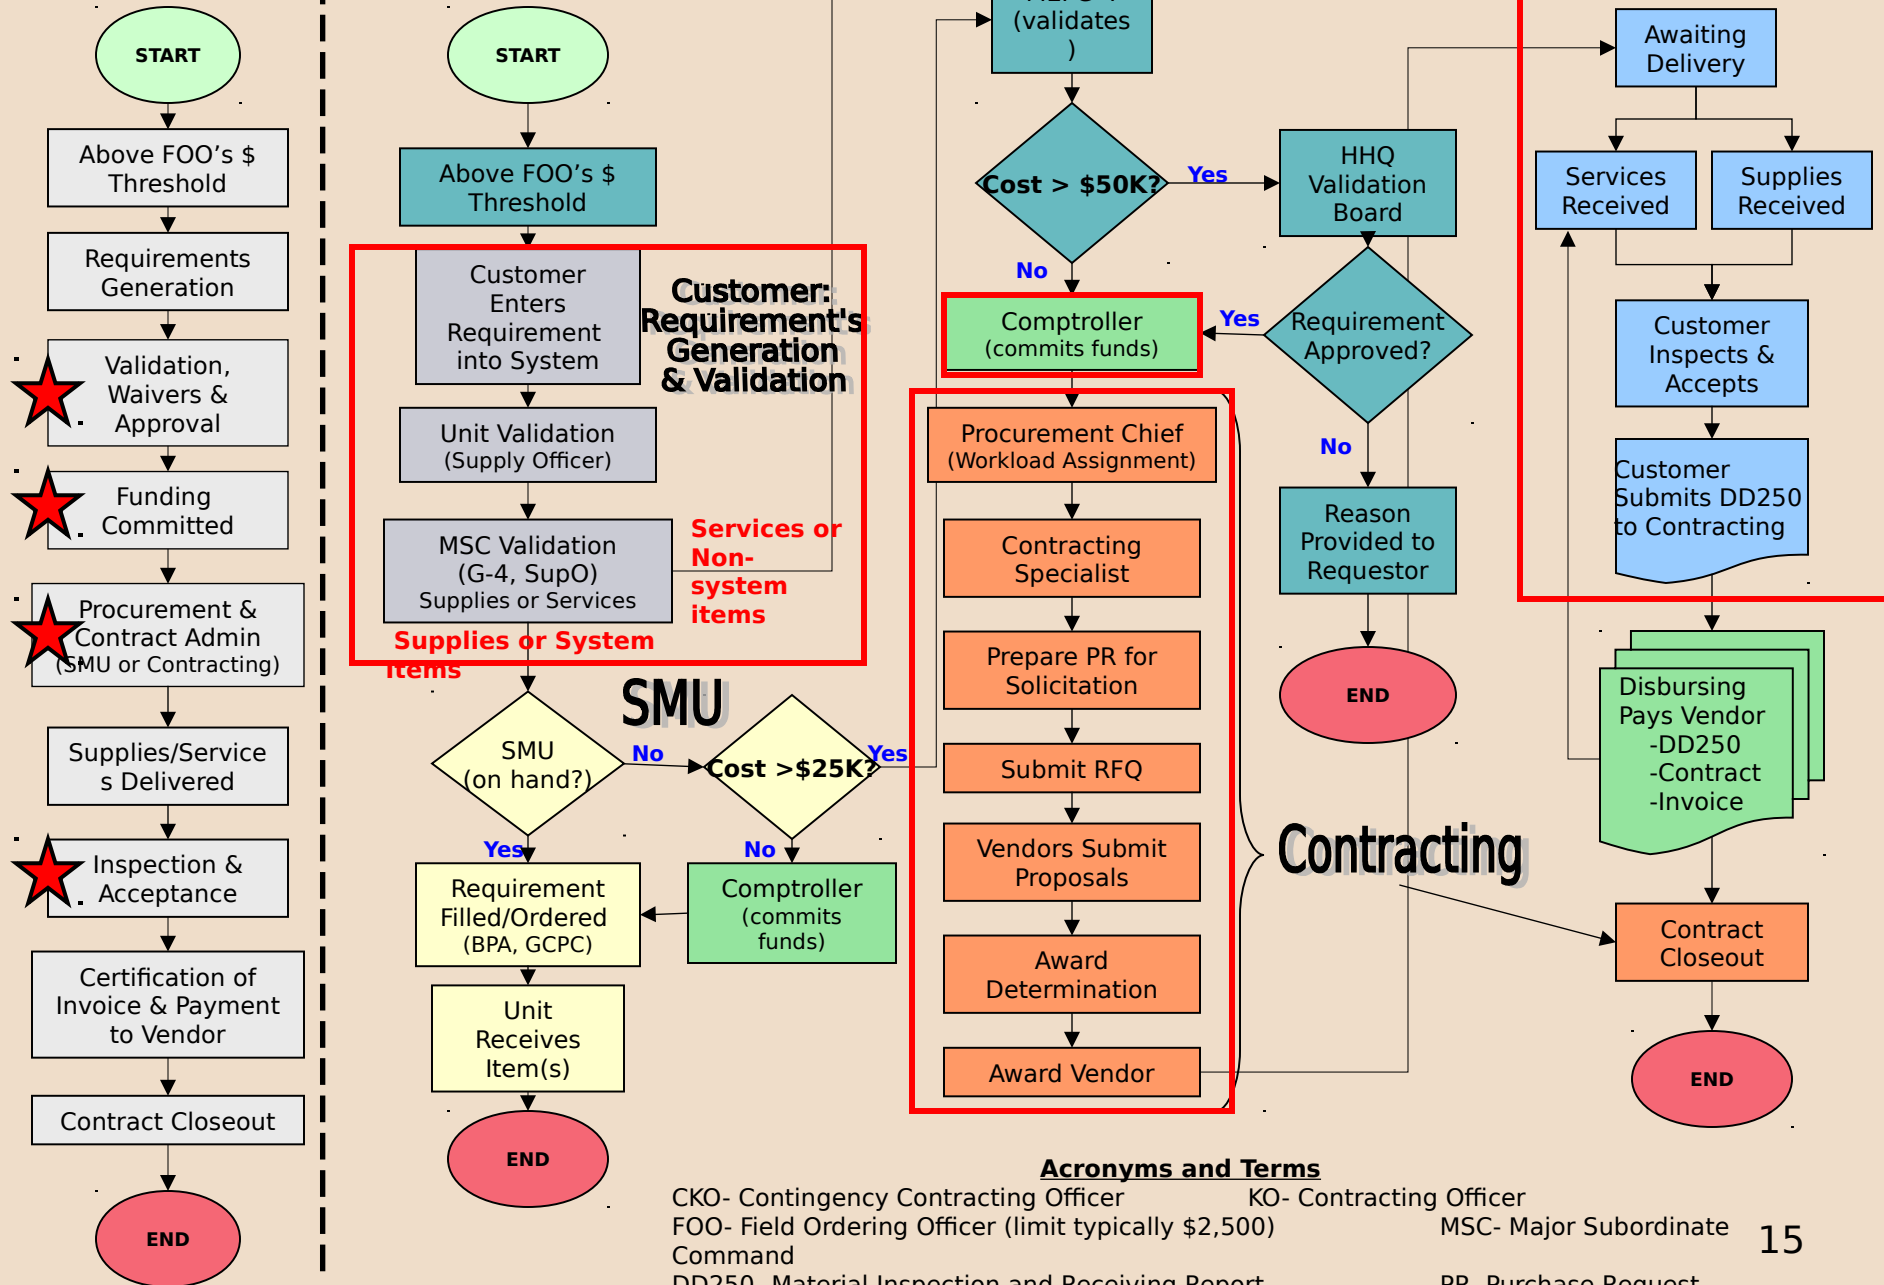 START
Above FOO’s $
Threshold
Requirements
Generation
Validation,
Waivers &
Approval
Funding
Committed
Procurement &
Contract Admin
(SMU or Contracting)
Supplies/Service
s Delivered
Inspection &
Acceptance
Certification of
Invoice & Payment
to Vendor
Contract Closeout
END
START
Above FOO’s $
Threshold
Customer
Enters
Requirement
into System
Customer:
Requirement's
Generation
& Validation
Unit Validation
(Supply Officer)
MSC Validation
(G-4, SupO)
Supplies or Services
Services or
Non-
system
items
Supplies or System
items
SMU
SMU
(on hand?)
No
Cost >$25K?
Yes
Yes
No
Requirement
Filled/Ordered
(BPA, GCPC)
Comptroller
(commits
funds)
Unit
Receives
Item(s)
END
(validates
)
Cost > $50K?
Yes
No
HHQ
Validation
Board
Comptroller
(commits funds)
Yes
Requirement
Approved?
No
Reason
Provided to
Requestor
END
Procurement Chief
(Workload Assignment)
Contracting
Specialist
Prepare PR for
Solicitation
Submit RFQ
Vendors Submit
Proposals
Award
Determination
Award Vendor
Contracting
Awaiting
Delivery
Services
Received
Supplies
Received
Customer
Inspects &
Accepts
Customer
Submits DD250
to Contracting
Disbursing
Pays Vendor
-DD250
-Contract
-Invoice
Contract
Closeout
END
Acronyms and Terms
CKO- Contingency Contracting Officer KO- Contracting Officer
FOO- Field Ordering Officer (limit typically $2,500) MSC- Major Subordinate
Command
DD250- Material Inspection and Receiving Report PR- Purchase Request
15